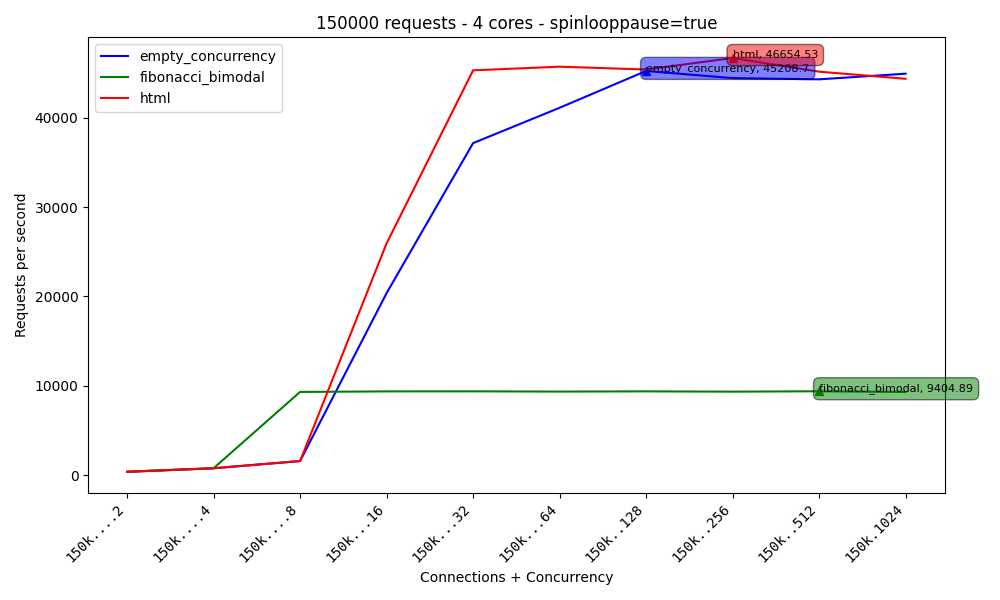 150000 requests - 4 cores - spinlooppause=true
empty_concurrency
fibonacci_bimodal
html
html, 46654.53
empty_concurrency, 45208.7
fibonacci_bimodal, 9404.89
Requests per second
40000
30000
20000
10000
0
150k....2
150k....4
150k....8
150k...16
150k...32
150k...64
150k..128
150k..256
150k..512
150k.1024
Connections + Concurrency